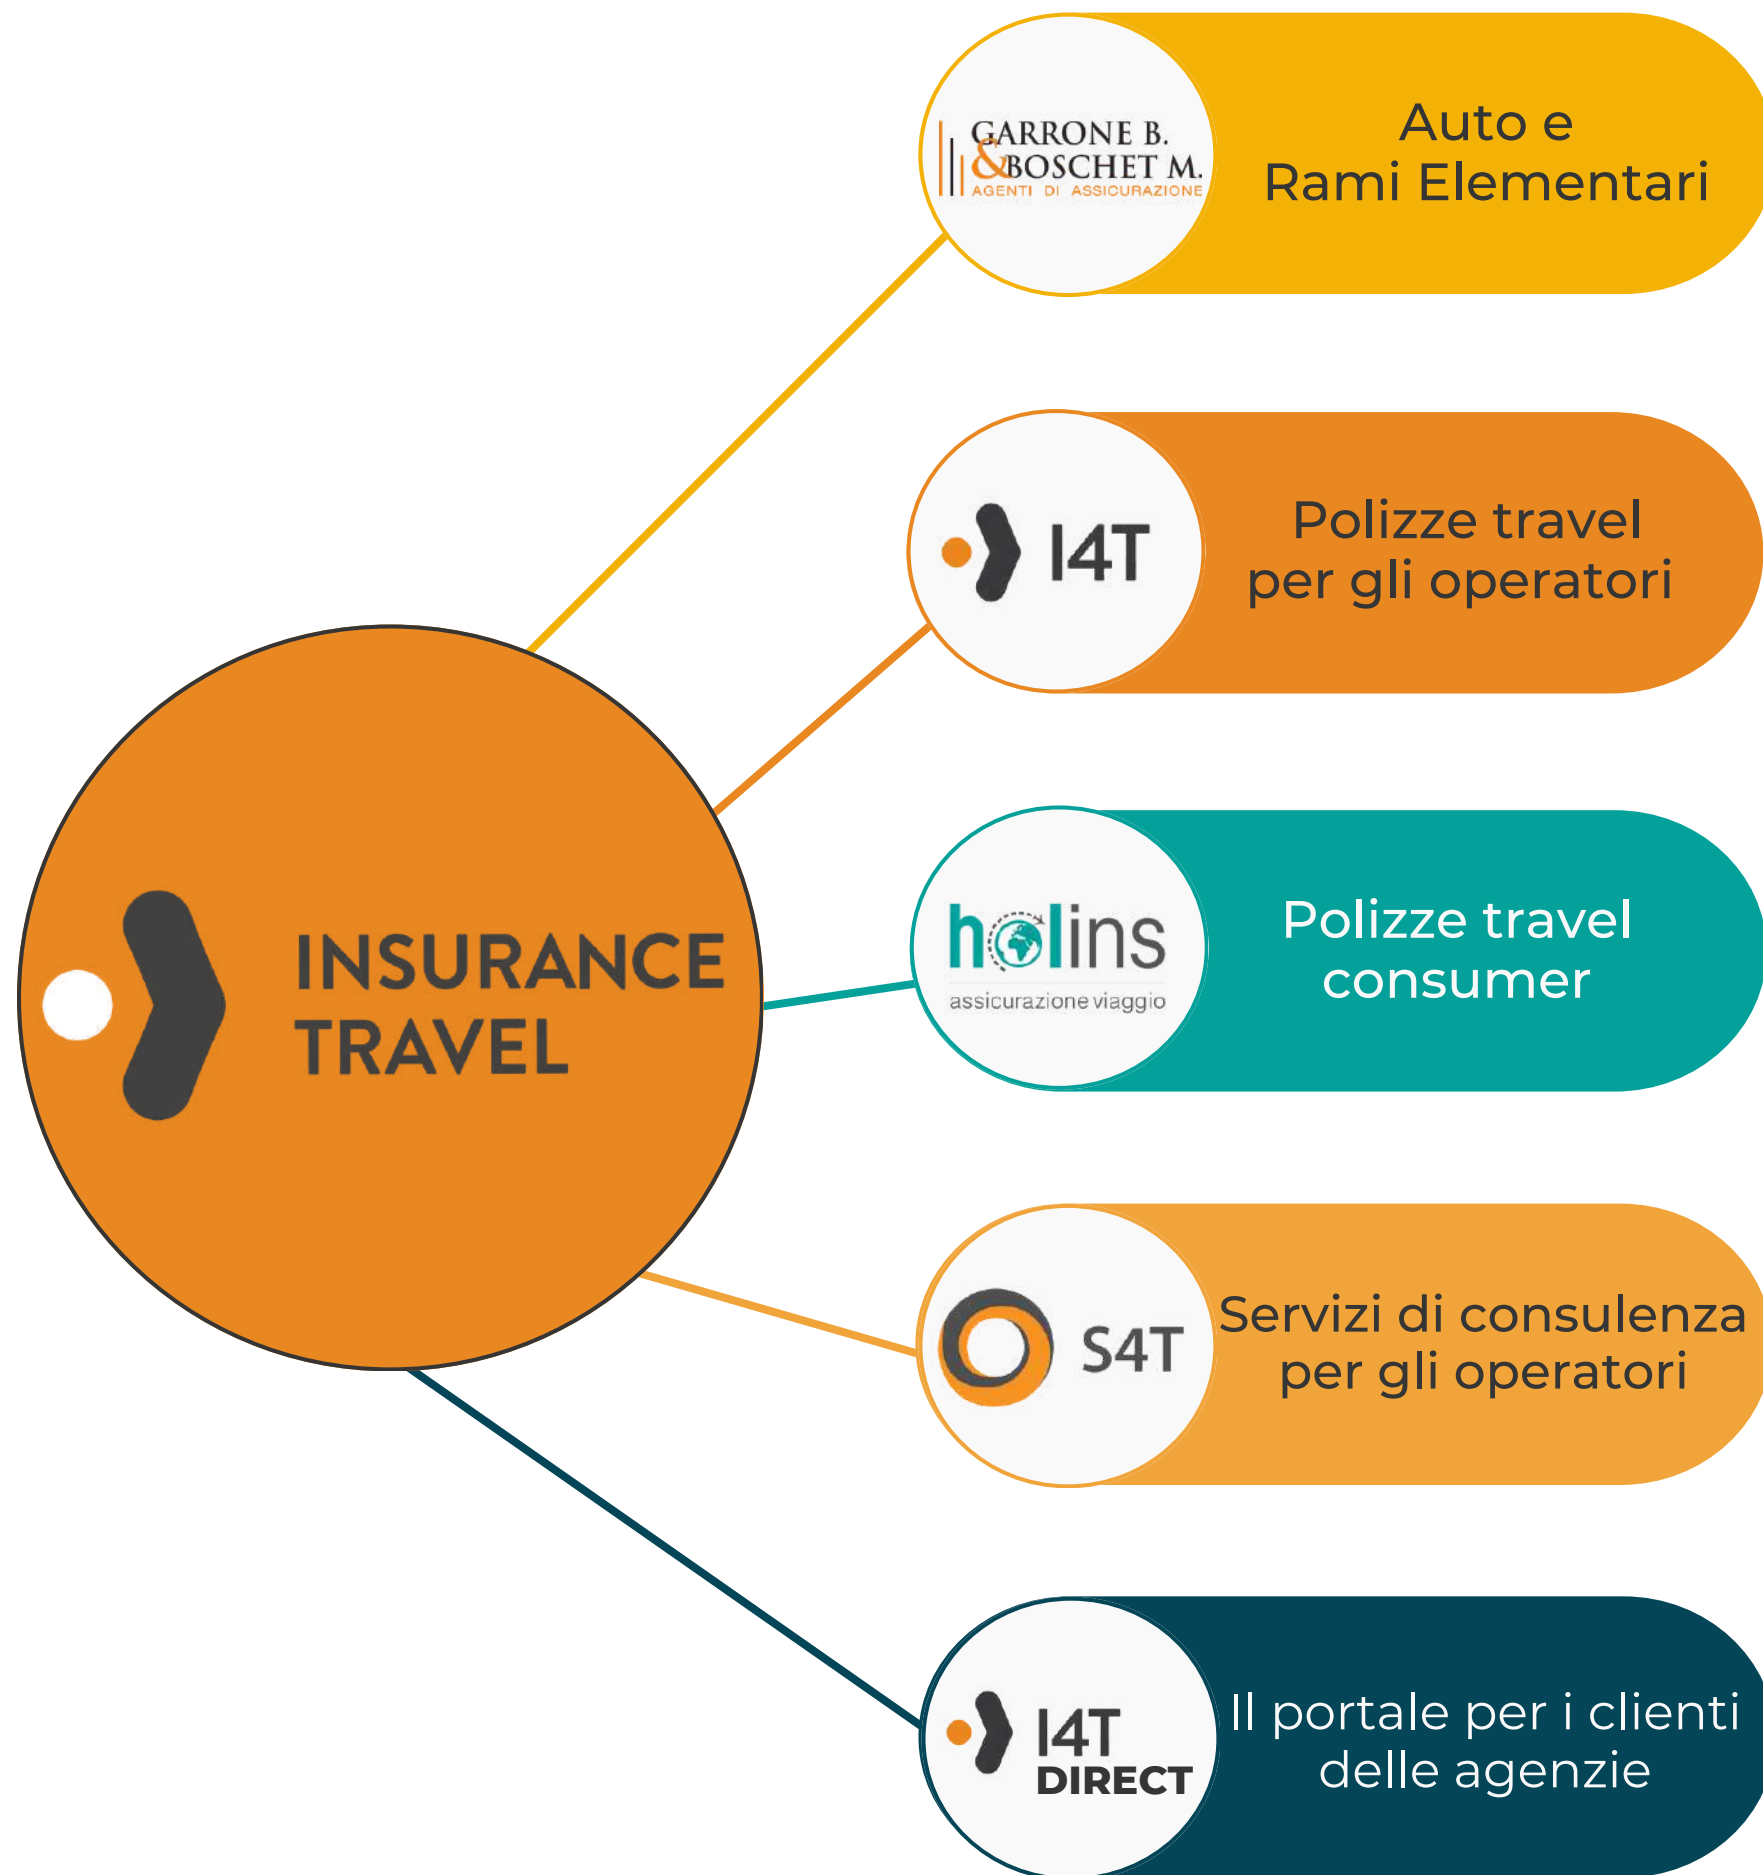 GARRONE B.
& BOSCHET M.
AGENTI DI ASSICURAZIONE
Auto e
Rami Elementari
I4T
Polizze travel
per gli operatori
INSURANCE
TRAVEL
holins
assicurazione viaggio
Polizze travel
consumer
S4T
Servizi di consulenza
per gli operatori
I4T
DIRECT
Il portale per i clienti
delle agenzie